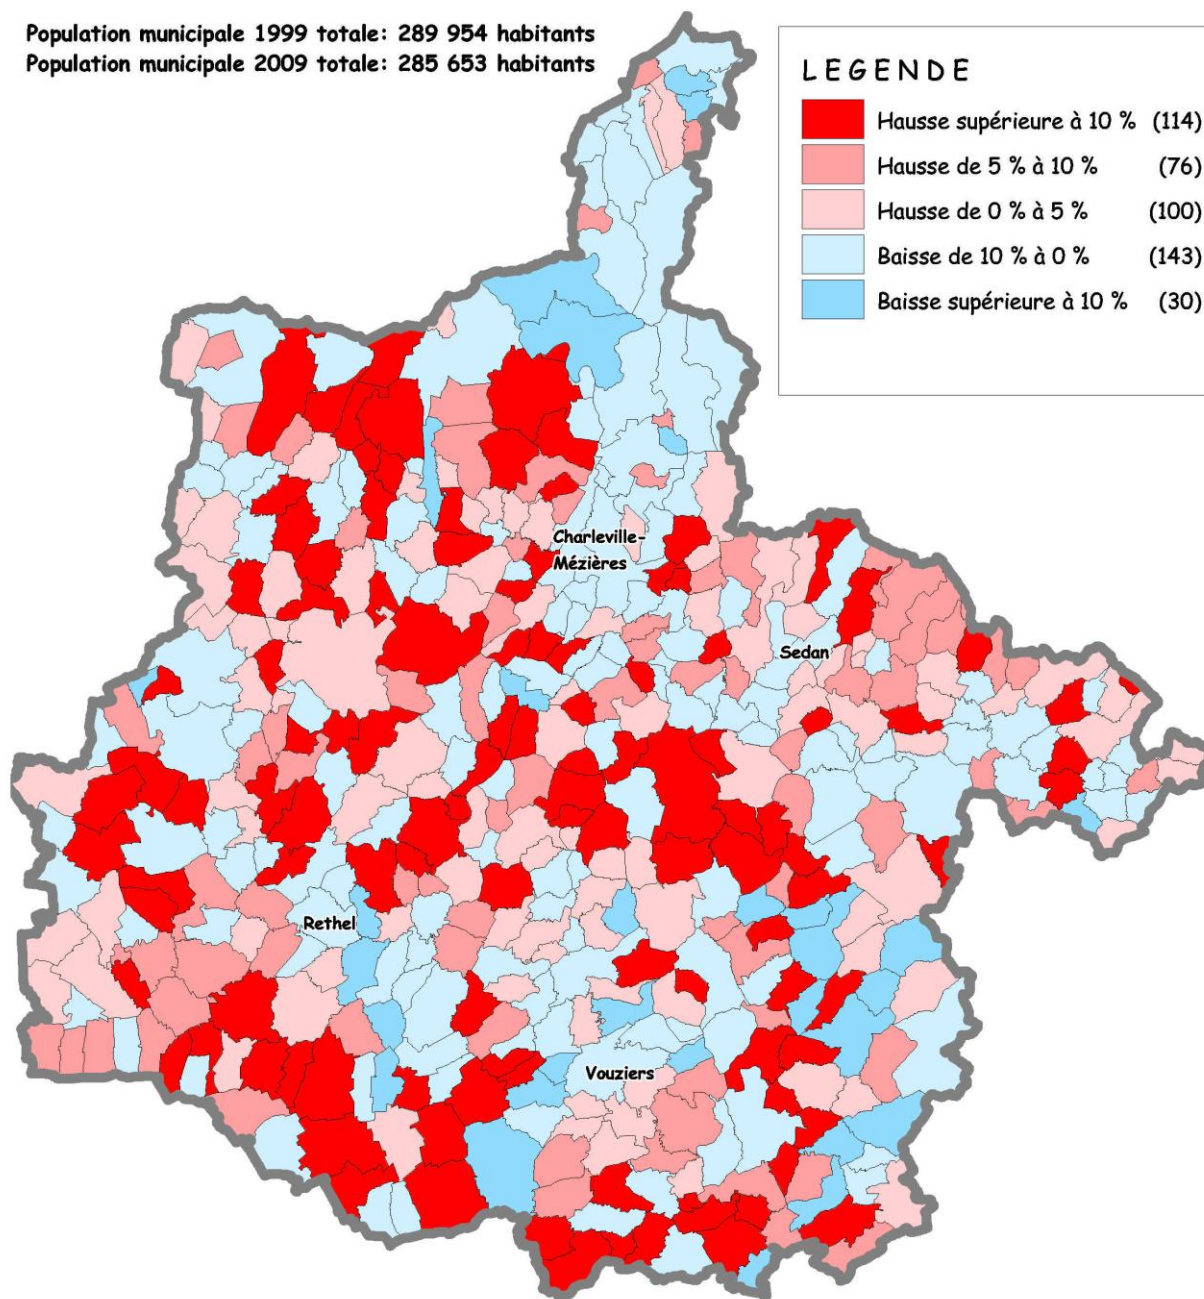 Population municipale 1999 totale: 289 954 habitants
Population municipale 2009 totale: 285 653 habitants
LEGENDE
Hausse supérieure à 10 % (114)
Hausse de 5 % à 10 % (76)
Hausse de 0 % à 5 % (100)
Baisse de 10 % à 0 % (143)
Baisse supérieure à 10 % (30)
Charleville-
Mézières
Sedan
Rethel
Vouziers